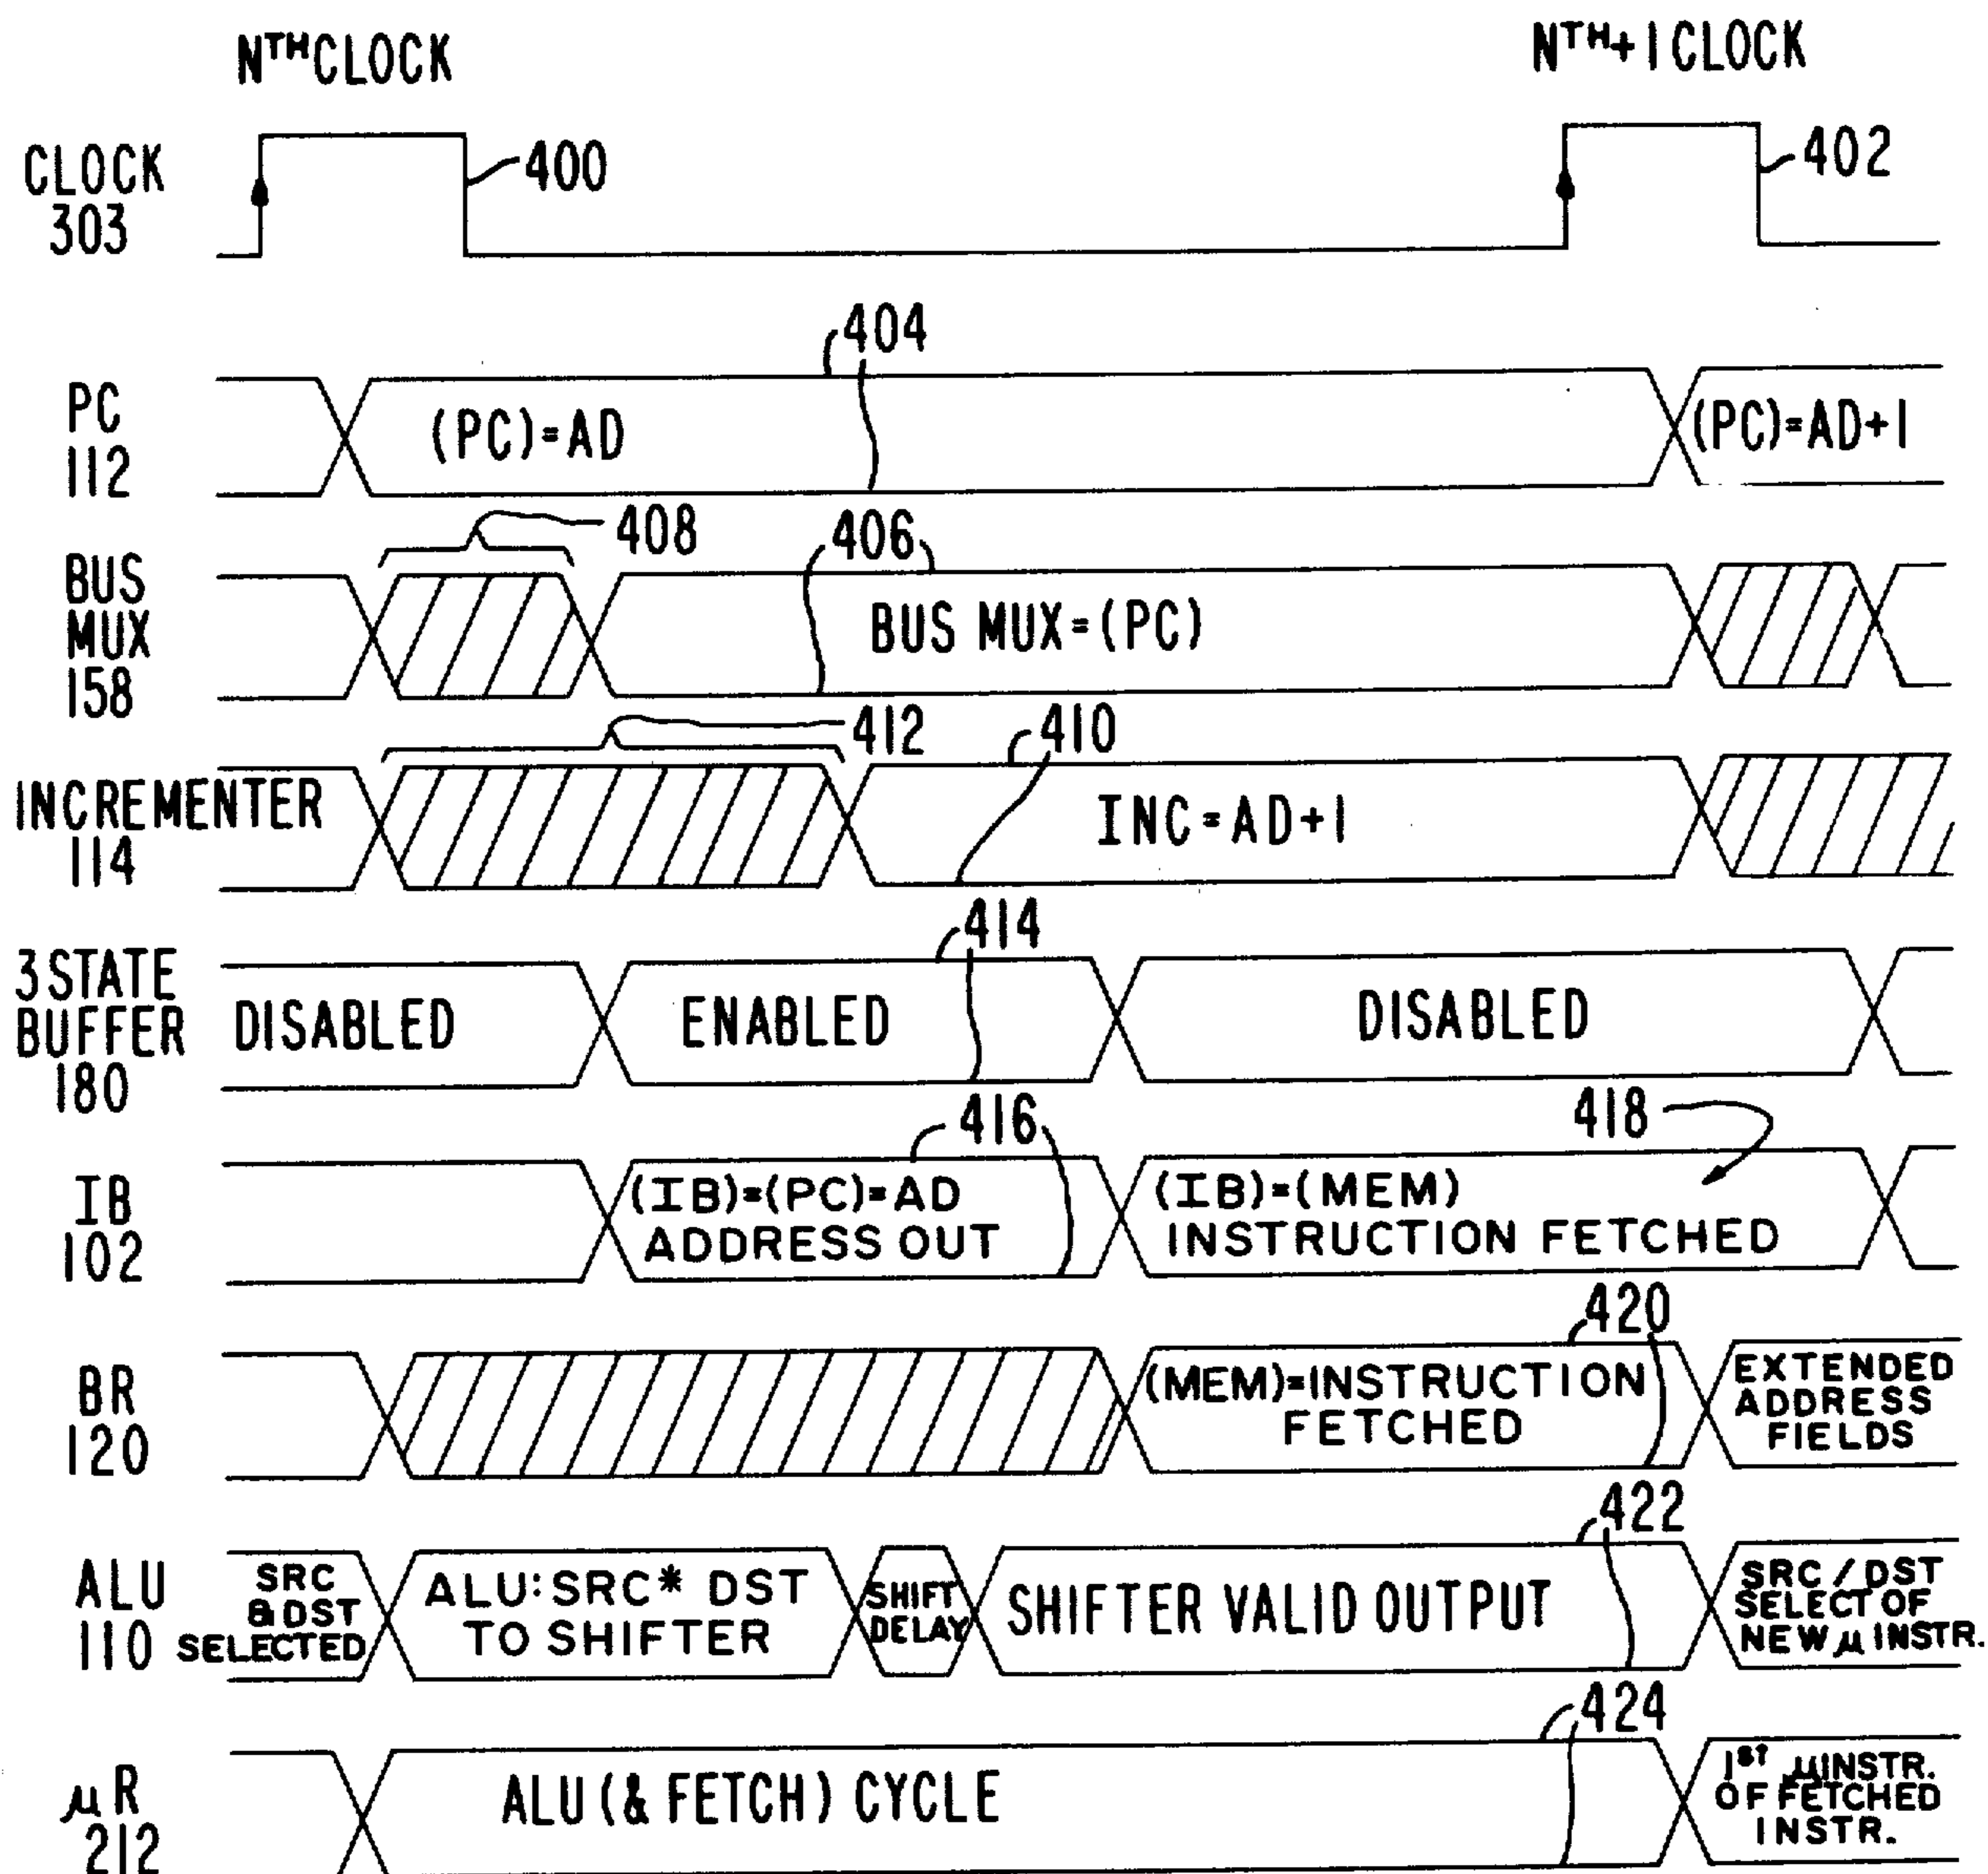 NTH CLOCK
NTH+1 CLOCK
CLOCK
303
400
402
404
PC
112
(PC)=AD
(PC)=AD+1
408
406
BUS
MUX
158
BUS MUX=(PC)
412
410
INCREMENTER
114
INC=AD+1
414
3 STATE
BUFFER
180
DISABLED
ENABLED
DISABLED
416
418
IB
102
(IB)=(PC)=AD
ADDRESS OUT
(IB)=(MEM)
INSTRUCTION FETCHED
420
BR
120
(MEM)=INSTRUCTION
FETCHED
EXTENDED
ADDRESS
FIELDS
422
ALU
110
SRC
& DST
SELECTED
ALU:SRC* DST
TO SHIFTER
SHIFT
DELAY
SHIFTER VALID OUTPUT
SRC/DST
SELECT OF
NEW μ INSTR.
424
μR
212
ALU (& FETCH) CYCLE
1ST μINSTR.
OF FETCHED
INSTR.